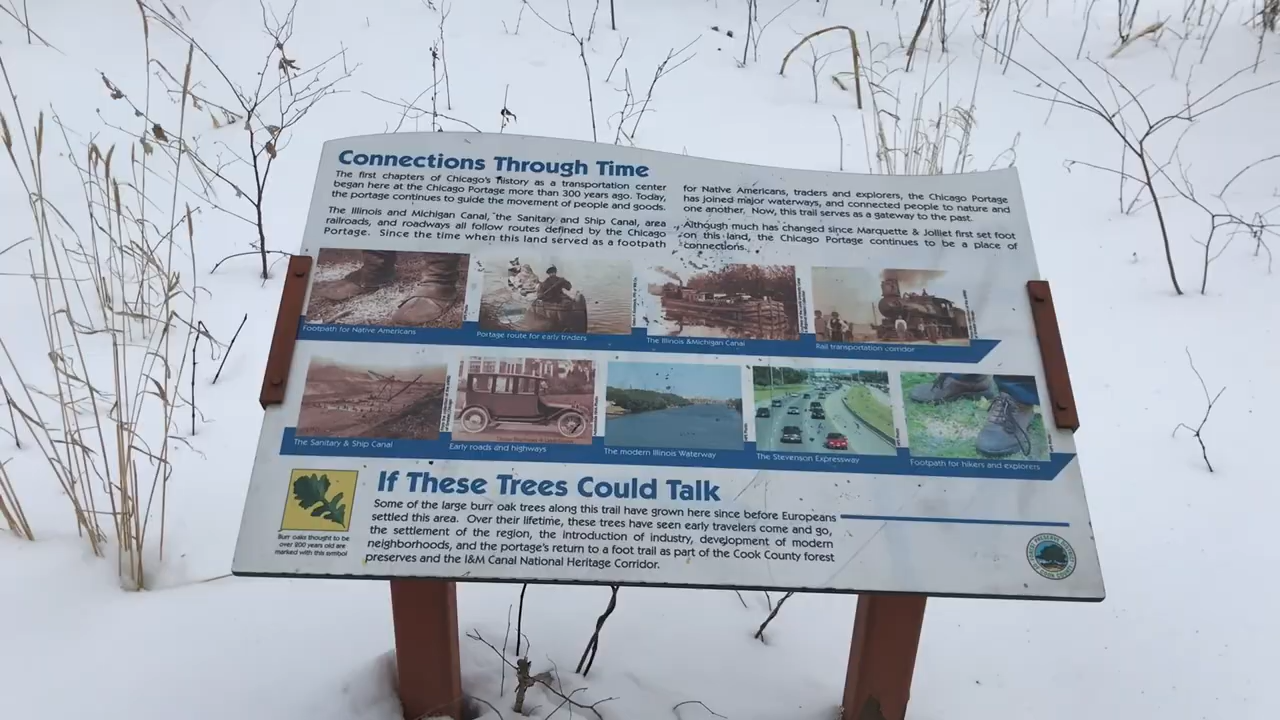 Connections Through Time
The first chapters of Chicago's history as a transportation center
began here at the Chicago Portage more than 300 years ago. Today,
the portage continues to guide the movement of people and goods.
The Illinois and Michigan Canal, the Sanitary and Ship Canal, area
railroads, and roadways all follow routes defined by the Chicago
Portage. Since the time when this land served as a footpath
for Native Americans, traders and explorers, the Chicago Portage
has joined major waterways, and connected people to nature and
one another. Now, this trail serves as a gateway to the past.
Although much has changed since Marquette & Jolliet first set foot
on this land, the Chicago Portage continues to be a place of
connections.
Footpath for Native Americans
Portage route for early traders
The Illinois & Michigan Canal
Rail transportation corridor
The Sanitary & Ship Canal
Early roads and highways
The modern Illinois Waterway
The Stevenson Expressway
Footpath for hikers and explorers
Burr oaks thought to be
over 200 years old are
marked with this symbol
If These Trees Could Talk
Some of the large burr oak trees along this trail have grown here since before Europeans
settled this area. Over their lifetime, these trees have seen early travelers come and go,
the settlement of the region, the introduction of industry, development of modern
neighborhoods, and the portage's return to a foot trail as part of the Cook County forest
preserves and the I&M Canal National Heritage Corridor.